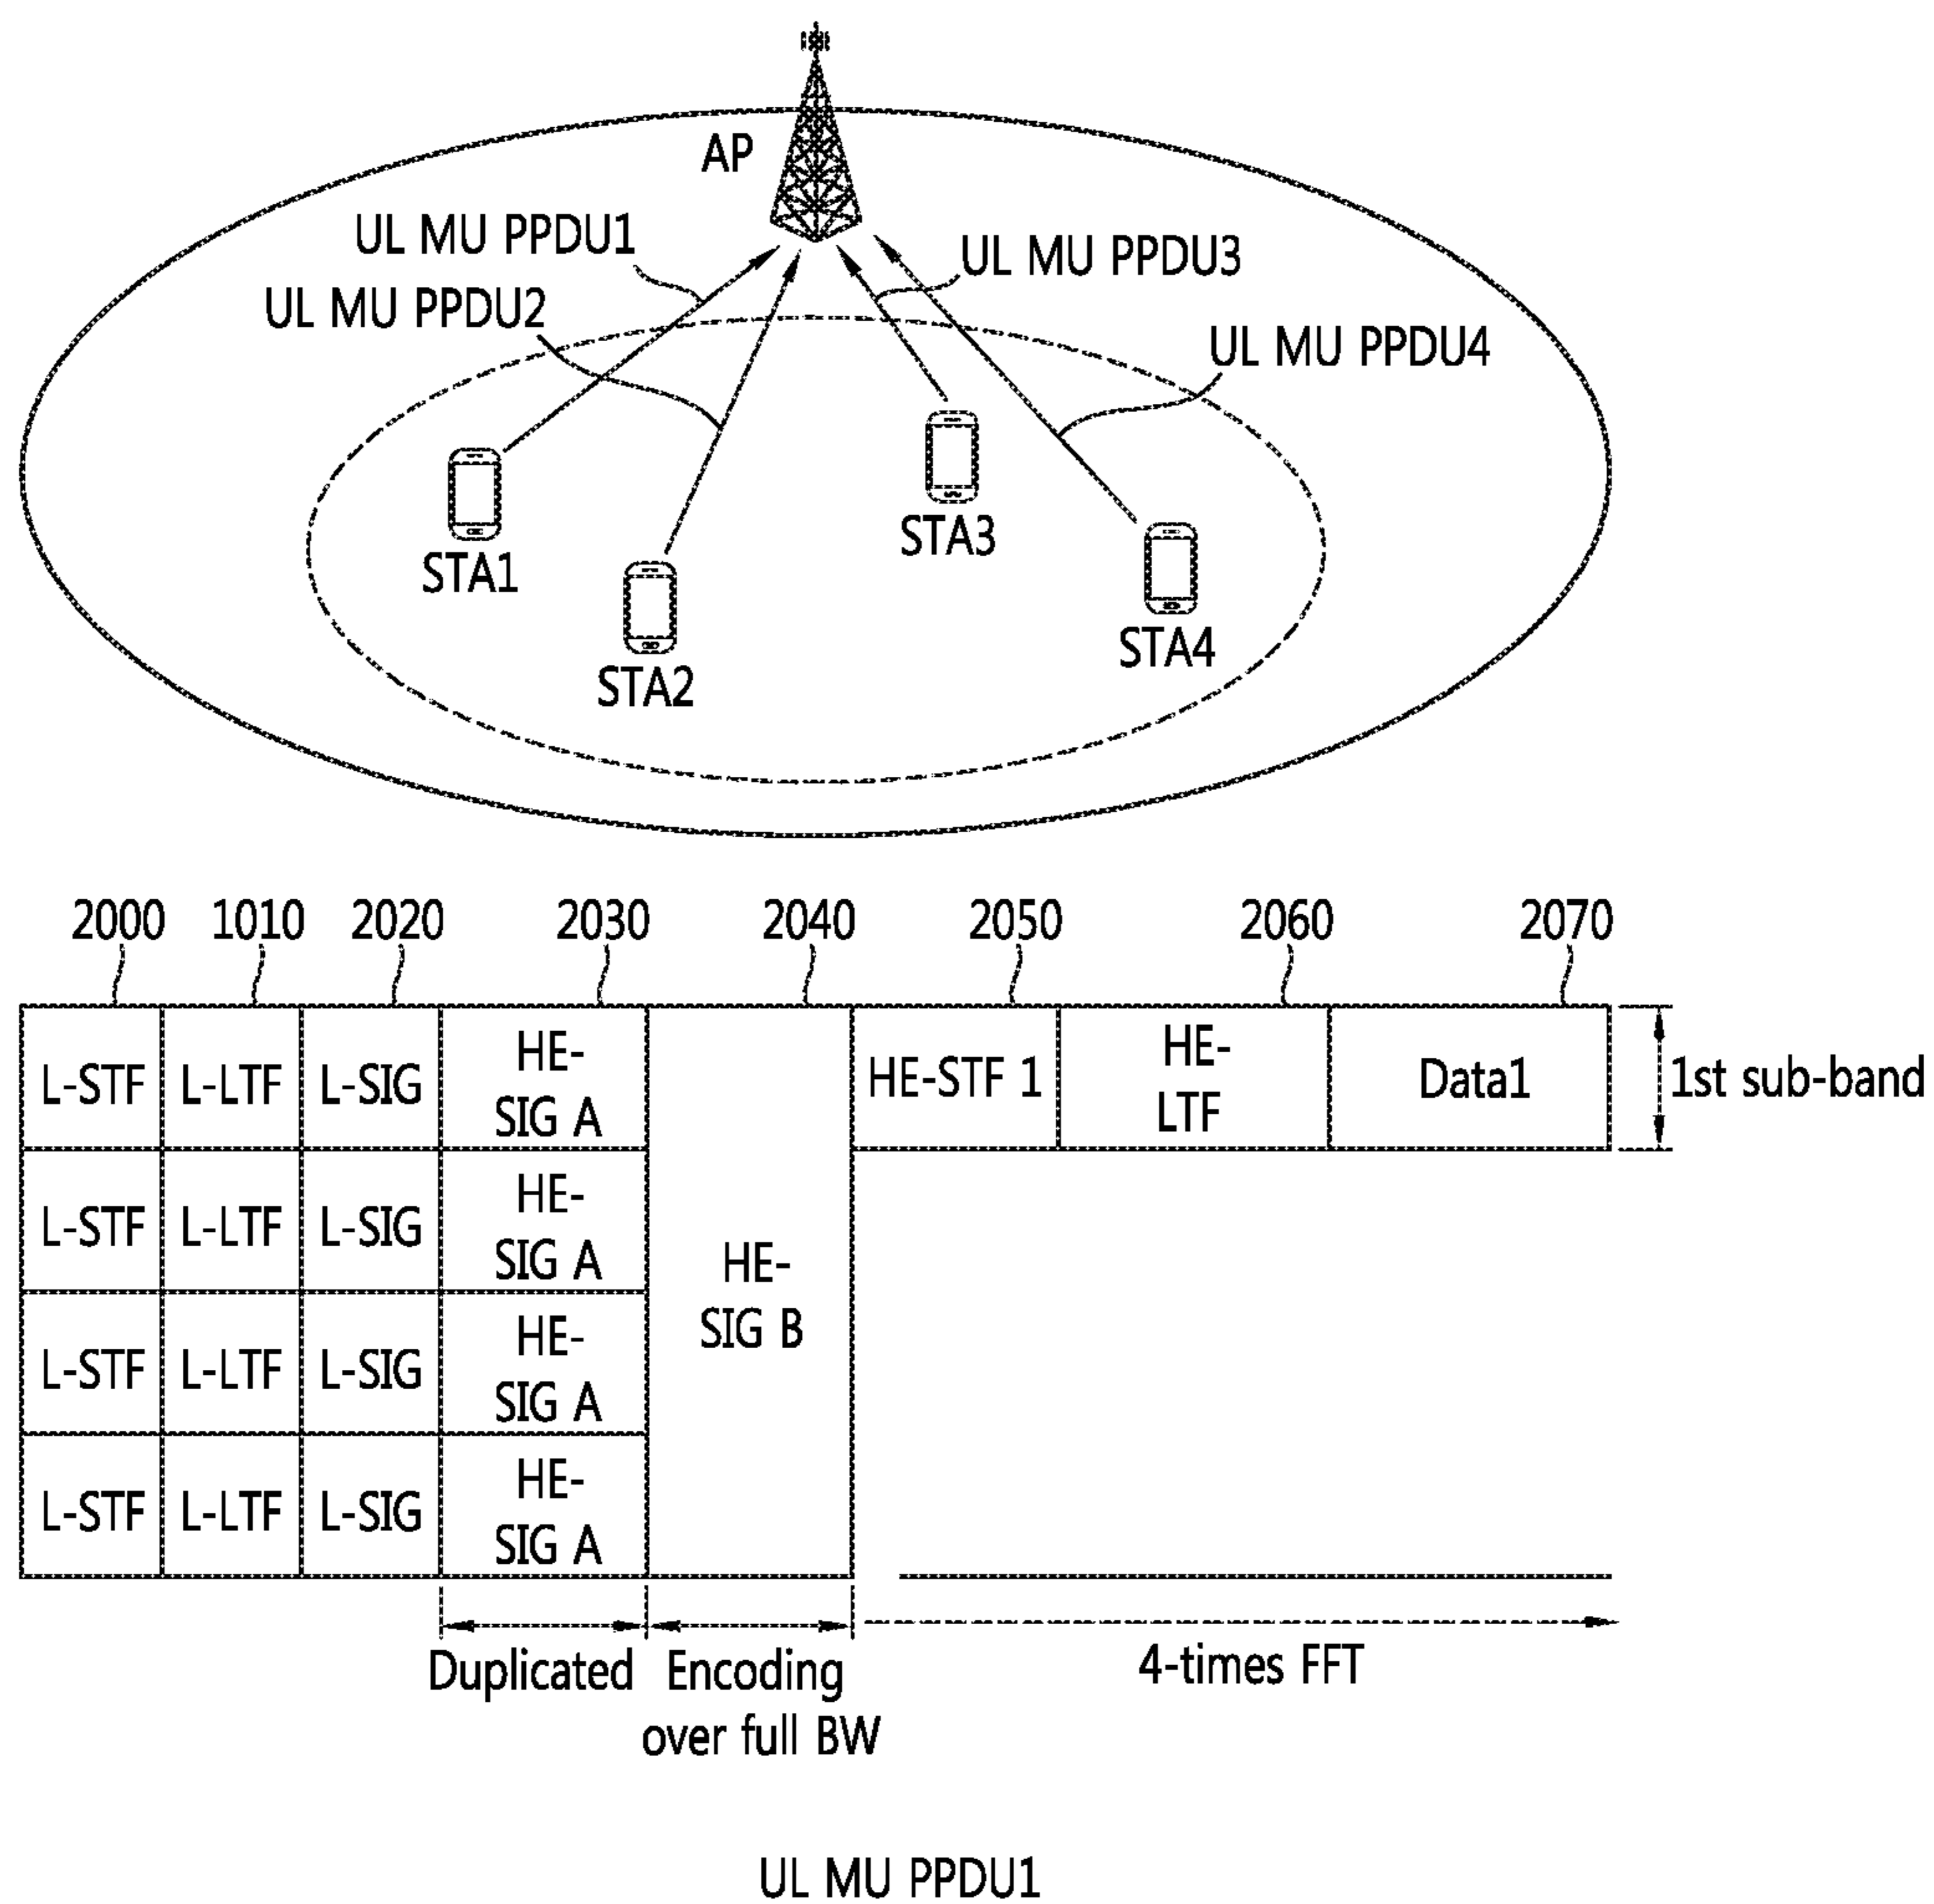 AP
UL MU PPDU1
UL MU PPDU3
UL MU PPDU2
UL MU PPDU4
STA1
STA3
STA2
STA4
2000 1010 2020 2030 2040 2050 2060 2070
L-STF L-LTF L-SIG HE-
SIG A
HE-STF 1 HE-
LTF
Data1 1st sub-band
L-STF L-LTF L-SIG HE-
SIG A
HE-
SIG B
L-STF L-LTF L-SIG HE-
SIG A
L-STF L-LTF L-SIG HE-
SIG A
Duplicated Encoding
over full BW
4-times FFT
UL MU PPDU1